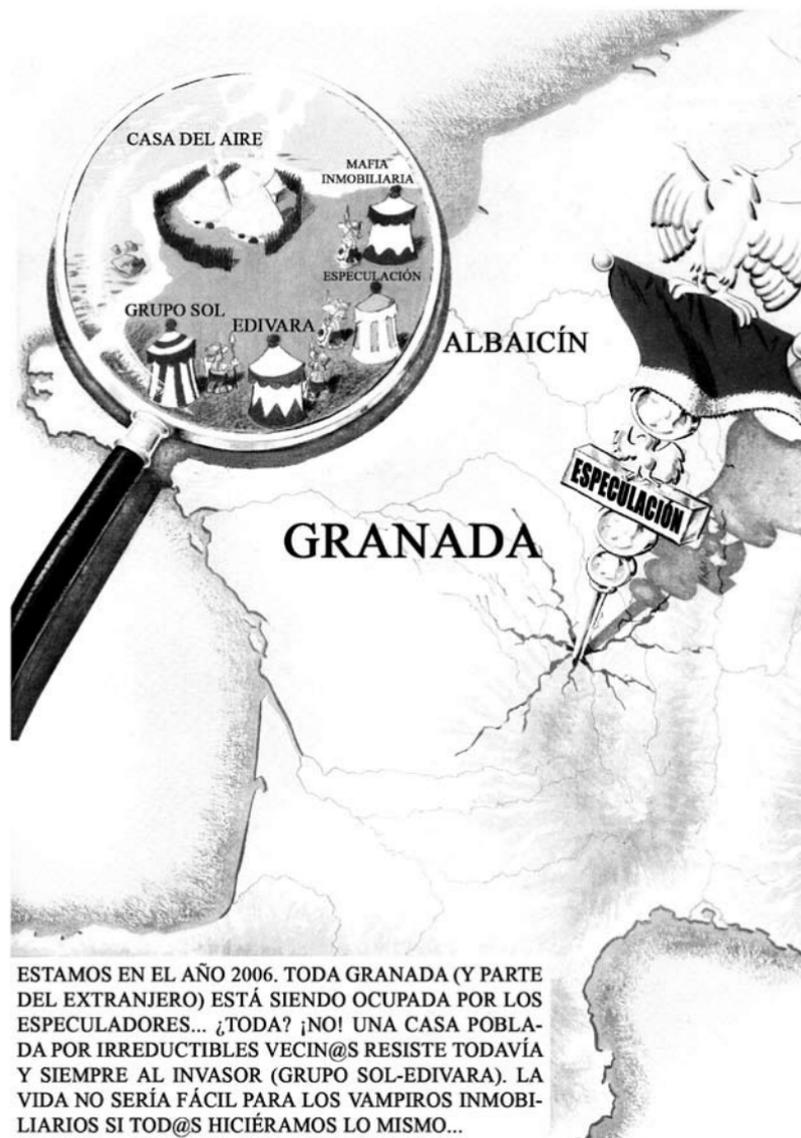 CASA DEL AIRE
MAFIA
INMOBILIARIA
ESPECULACIÓN
GRUPO SOL
EDIVARA
ALBAICÍN
ESPECULACIÓN
GRANADA
ESTAMOS EN EL AÑO 2006. TODA GRANADA (Y PARTE
DEL EXTRANJERO) ESTÁ SIENDO OCUPADA POR LOS
ESPECULADORES... ¿TODA? ¡NO! UNA CASA POBLA-
DA POR IRREDUCTIBLES VECIN@S RESISTE TODAVÍA
Y SIEMPRE AL INVASOR (GRUPO SOL-EDIVARA). LA
VIDA NO SERÍA FÁCIL PARA LOS VAMPIROS INMOBI-
LIARIOS SI TOD@S HICIÉRAMOS LO MISMO...